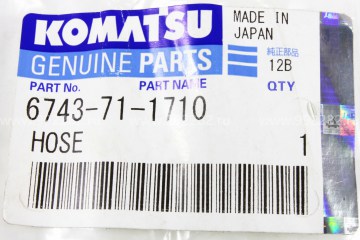 KOMATSU
MADE IN
JAPAN
GENUINE PARTS
純正部品
12B
PART No.
PART NAME
QTY
6743-71-1710
HOSE
1